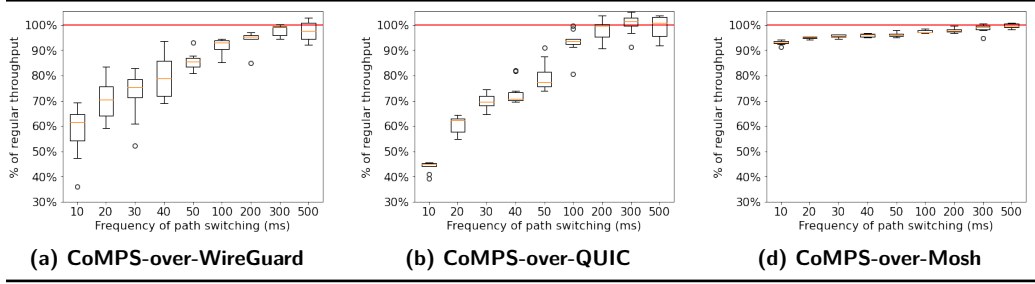 100%
90%
80%
70%
60%
50%
40%
30%
% of regular throughput
10 20 30 40 50 100 200 300 500
Frequency of path switching (ms)
(a) CoMPS-over-WireGuard
100%
90%
80%
70%
60%
50%
40%
30%
% of regular throughput
10 20 30 40 50 100 200 300 500
Frequency of path switching (ms)
(b) CoMPS-over-QUIC
100%
90%
80%
70%
60%
50%
40%
30%
% of regular throughput
10 20 30 40 50 100 200 300 500
Frequency of path switching (ms)
(d) CoMPS-over-Mosh